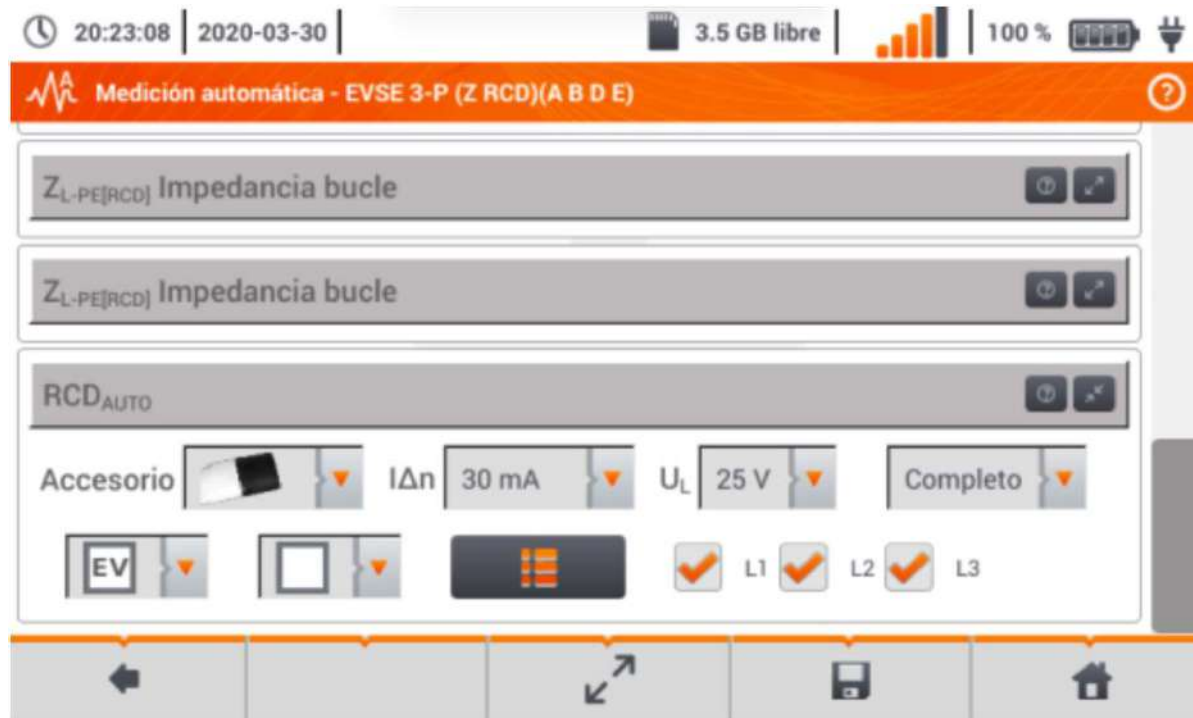 20:23:08 2020-03-30 3.5 GB libre 100 %
Medición automática - EVSE 3-P (Z RCD)(A B D E)
ZL-PE[RCD] Impedancia bucle
ZL-PE[RCD] Impedancia bucle
RCDAUTO
Accesorio IΔn 30 mA UL 25 V Completo
EV L1 L2 L3